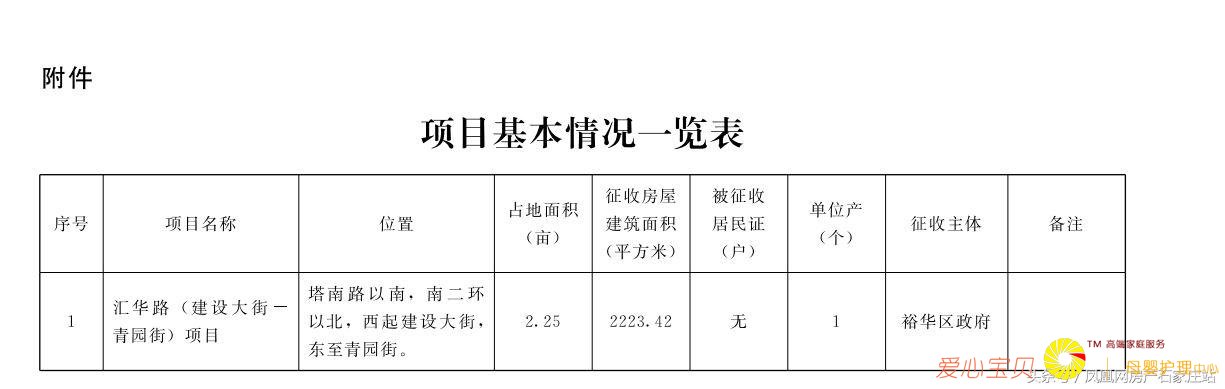 附件
项目基本情况一览表
序号 项目名称 位置 占地面积 征收房屋 被征收 单位产 征收主体 备注
（亩） 建筑面积 居民证 （个）
（平方米） （户）
1 汇华路（建设大街— 塔南路以南，南二环 2.25 2223.42 无 1 裕华区政府
青园街）项目 以北，西起建设大街，
东至青园街。
TM 高端家庭服务
爱心宝贝 母婴护理中心
头条号 / 凤凰网房产石家庄站